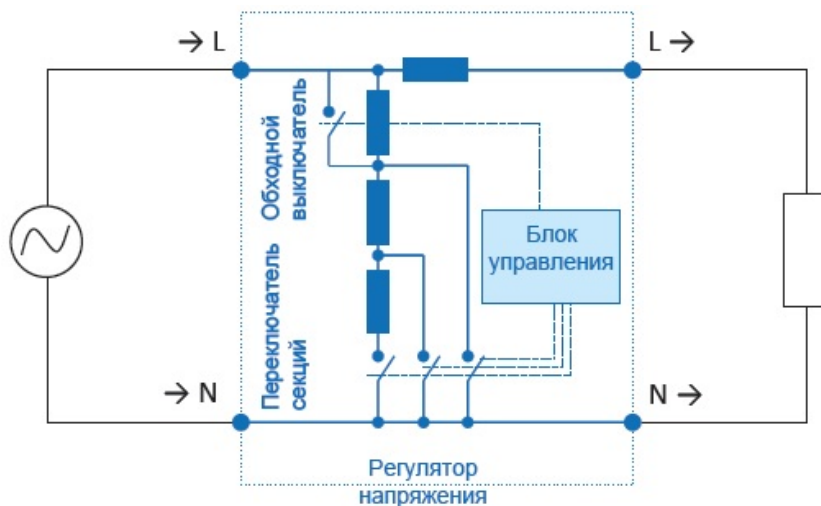 → L
L →
Обходной
выключатель
Блок
управления
Переключатель
секций
→ N
N →
Регулятор
напряжения